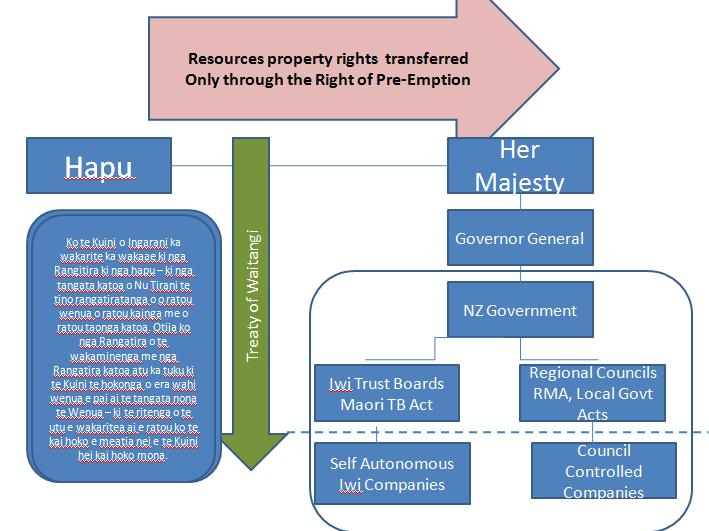 Resources property rights transferred
Only through the Right of Pre-Emption
Hapu
Her
Majesty
Governor General
NZ Government
Treaty of Waitangi
Ko te Kuini o Ingarani ka
wakarite ka wakaae ki nga
Rangitira ki nga hapu – ki nga
tangata katoa o Nu Tirani te
tino rangatiratanga o o ratou
wenua o ratou kainga me o
ratou taonga katoa. Otiia ko
nga Rangatira o te
wakaminenga me nga
Rangatira katoa atu ka tuku ki
te Kuini te hokonga o era wahi
wenua e pai ai te tangata nona
te Wenua – ki te ritenga o te
utu e wakaritea ai e ratou ko te
kai hoko e meatia nei e te Kuini
hei kai hoko mona.
Iwi Trust Boards
Maori TB Act
Regional Councils
RMA, Local Govt
Acts
Self Autonomous
Iwi Companies
Council
Controlled
Companies